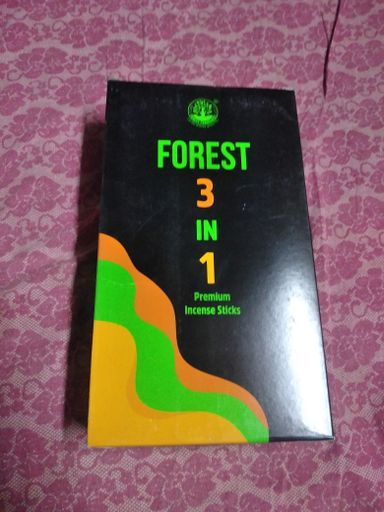 FOREST
3
IN
1
Premium
Incense Sticks